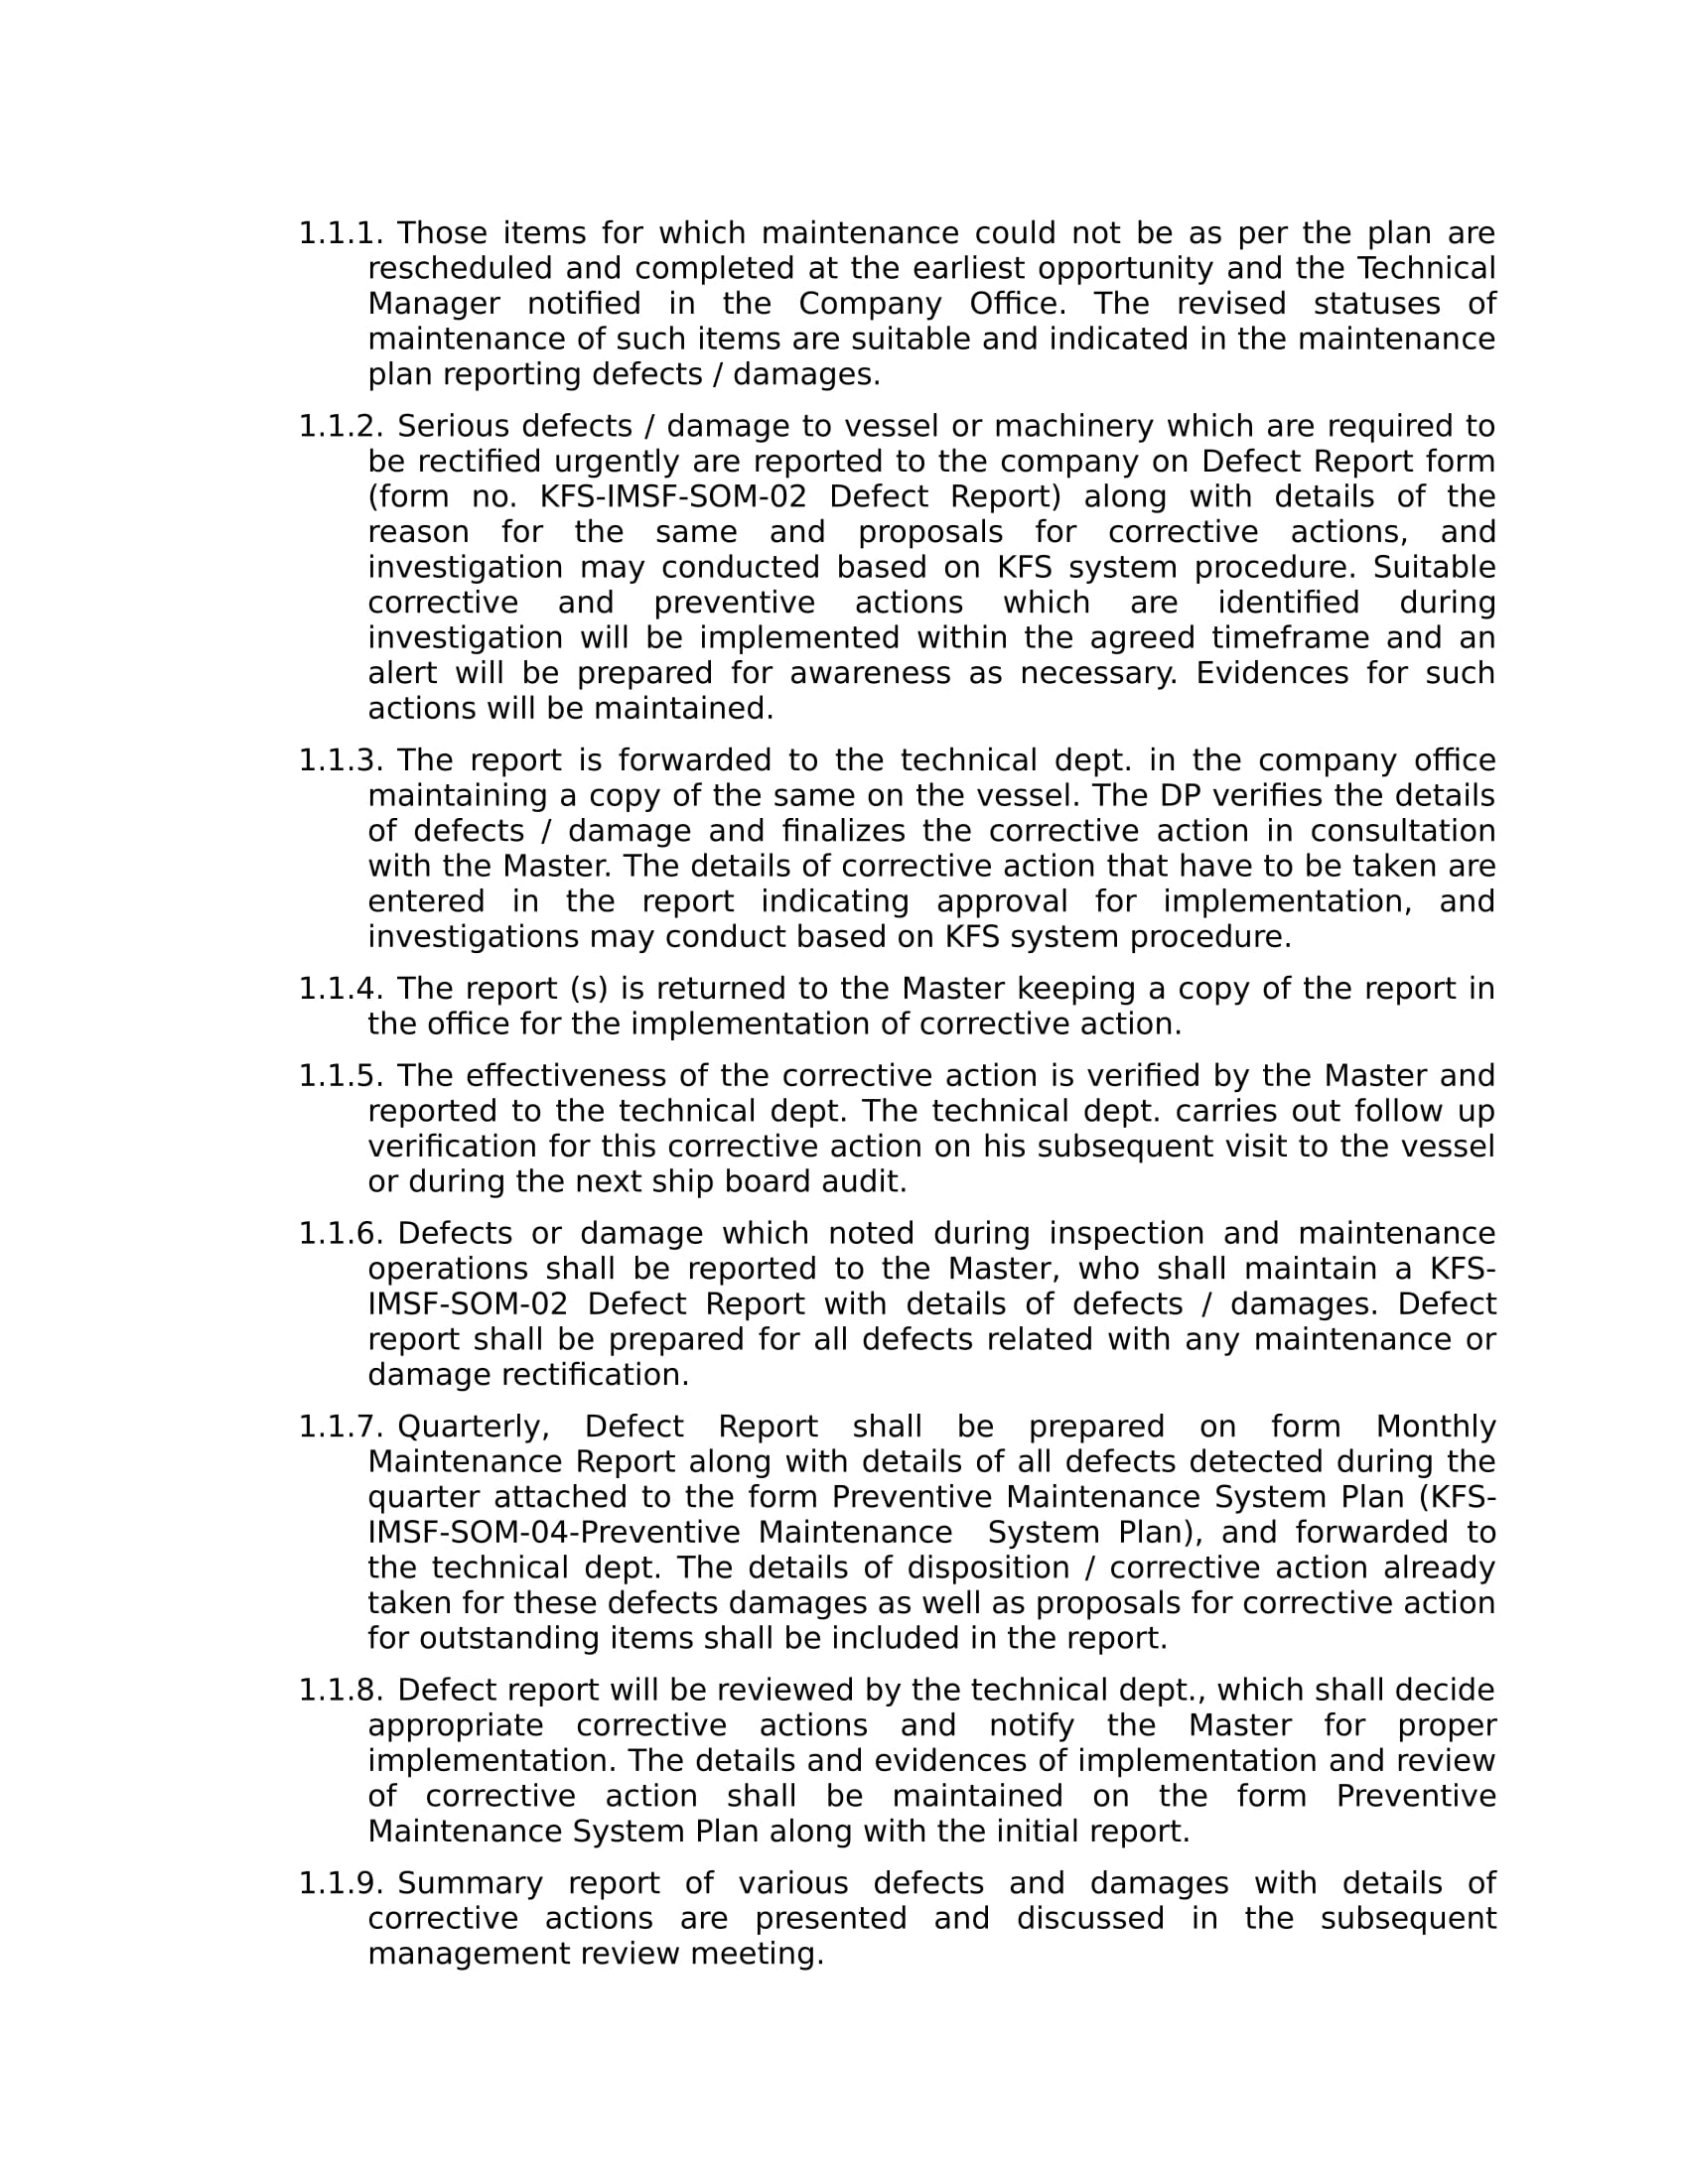 1.1.1. Those items for which maintenance could not be as per the plan are
rescheduled and completed at the earliest opportunity and the Technical
Manager notified in the Company Office. The revised statuses of
maintenance of such items are suitable and indicated in the maintenance
plan reporting defects / damages.
1.1.2. Serious defects / damage to vessel or machinery which are required to
be rectified urgently are reported to the company on Defect Report form
(form no. KFS-IMSF-SOM-02 Defect Report) along with details of the
reason for the same and proposals for corrective actions, and
investigation may conducted based on KFS system procedure. Suitable
corrective and preventive actions which are identified during
investigation will be implemented within the agreed timeframe and an
alert will be prepared for awareness as necessary. Evidences for such
actions will be maintained.
1.1.3. The report is forwarded to the technical dept. in the company office
maintaining a copy of the same on the vessel. The DP verifies the details
of defects / damage and finalizes the corrective action in consultation
with the Master. The details of corrective action that have to be taken are
entered in the report indicating approval for implementation, and
investigations may conduct based on KFS system procedure.
1.1.4. The report (s) is returned to the Master keeping a copy of the report in
the office for the implementation of corrective action.
1.1.5. The effectiveness of the corrective action is verified by the Master and
reported to the technical dept. The technical dept. carries out follow up
verification for this corrective action on his subsequent visit to the vessel
or during the next ship board audit.
1.1.6. Defects or damage which noted during inspection and maintenance
operations shall be reported to the Master, who shall maintain a KFS-
IMSF-SOM-02 Defect Report with details of defects / damages. Defect
report shall be prepared for all defects related with any maintenance or
damage rectification.
1.1.7. Quarterly, Defect Report shall be prepared on form Monthly
Maintenance Report along with details of all defects detected during the
quarter attached to the form Preventive Maintenance System Plan (KFS-
IMSF-SOM-04-Preventive Maintenance  System Plan), and forwarded to
the technical dept. The details of disposition / corrective action already
taken for these defects damages as well as proposals for corrective action
for outstanding items shall be included in the report.
1.1.8. Defect report will be reviewed by the technical dept., which shall decide
appropriate corrective actions and notify the Master for proper
implementation. The details and evidences of implementation and review
of corrective action shall be maintained on the form Preventive
Maintenance System Plan along with the initial report.
1.1.9. Summary report of various defects and damages with details of
corrective actions are presented and discussed in the subsequent
management review meeting.